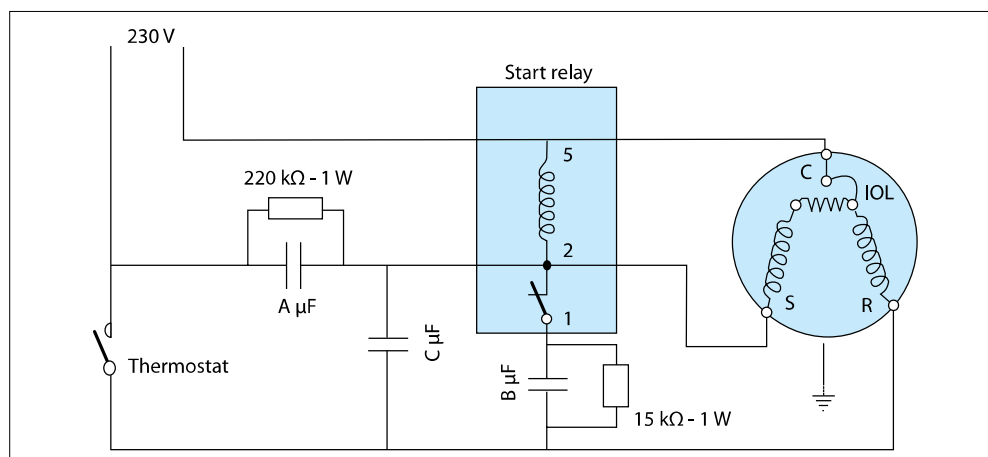 230 V
Start relay
5
C
IOL
220 kΩ - 1 W
2
A µF
S
R
1
Thermostat
C µF
B µF
15 kΩ - 1 W